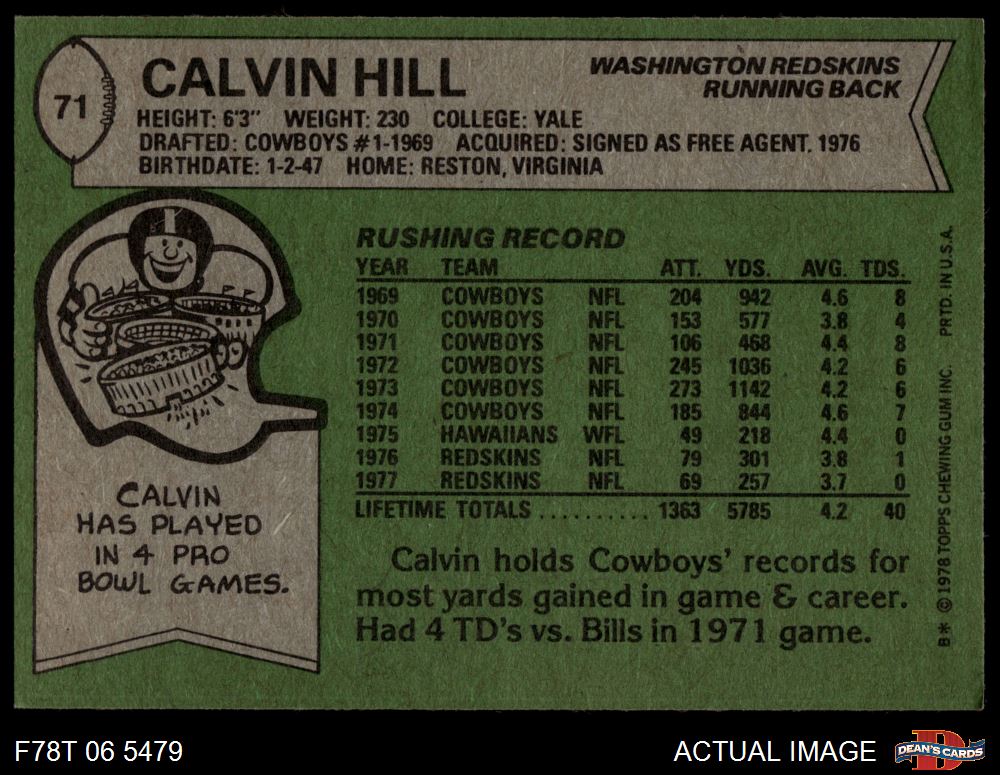 71
CALVIN HILL
WASHINGTON REDSKINS
RUNNING BACK
HEIGHT: 6'3" WEIGHT: 230 COLLEGE: YALE
DRAFTED: COWBOYS #1-1969 ACQUIRED: SIGNED AS FREE AGENT. 1976
BIRTHDATE: 1-2-47 HOME: RESTON, VIRGINIA
RUSHING RECORD
YEAR TEAM ATT. YDS. AVG. TDS.
1969 COWBOYS NFL 204 942 4.6 8
1970 COWBOYS NFL 153 577 3.8 4
1971 COWBOYS NFL 106 468 4.4 8
1972 COWBOYS NFL 245 1036 4.2 6
1973 COWBOYS NFL 273 1142 4.2 6
1974 COWBOYS NFL 185 844 4.6 7
1975 HAWAIIANS WFL 49 218 4.4 0
1976 REDSKINS NFL 79 301 3.8 1
1977 REDSKINS NFL 69 257 3.7 0
LIFETIME TOTALS .......... 1363 5785 4.2 40
CALVIN
HAS PLAYED
IN 4 PRO
BOWL GAMES.
Calvin holds Cowboys' records for
most yards gained in game & career.
Had 4 TD's vs. Bills in 1971 game.
B* © 1978 TOPPS CHEWING GUM INC. PRTD. IN U.S.A.
F78T 06 5479
ACTUAL IMAGE
D
DEAN'S CARDS